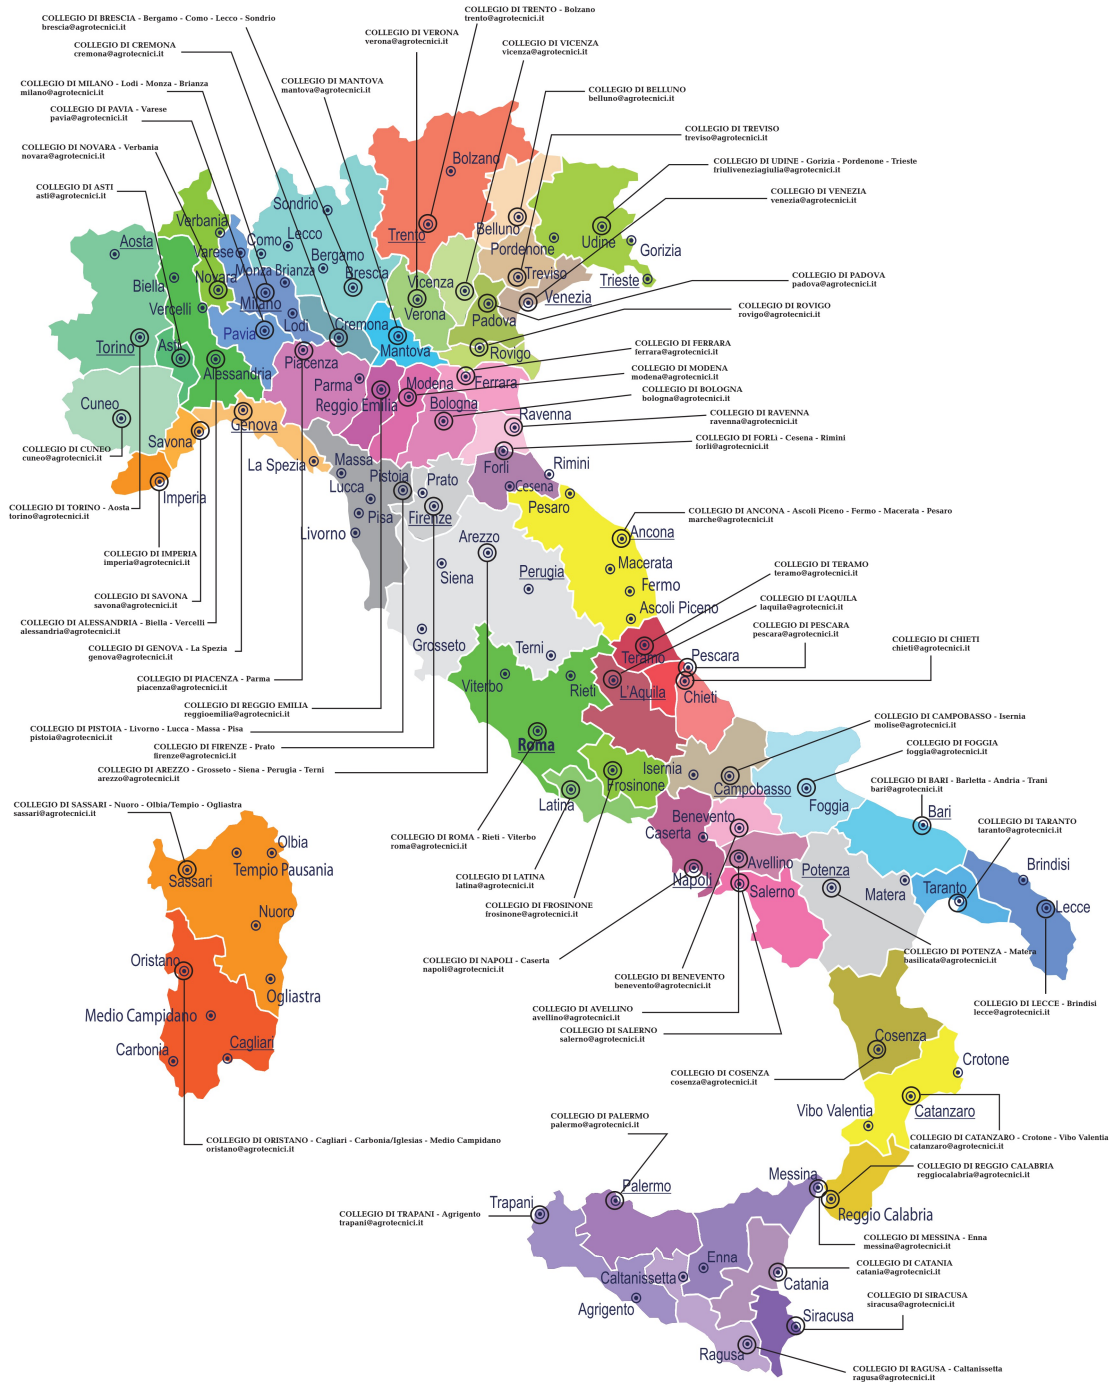 COLLEGIO DI BRESCIA - Bergamo - Como - Lecco - Sondrio
brescia@agrotecnici.it
COLLEGIO DI CREMONA
cremona@agrotecnici.it
COLLEGIO DI MILANO - Lodi - Monza - Brianza
milano@agrotecnici.it
COLLEGIO DI PAVIA - Varese
pavia@agrotecnici.it
COLLEGIO DI NOVARA - Verbania
novara@agrotecnici.it
COLLEGIO DI ASTI
asti@agrotecnici.it
COLLEGIO DI MANTOVA
mantova@agrotecnici.it
COLLEGIO DI VERONA
verona@agrotecnici.it
COLLEGIO DI TRENTO - Bolzano
trento@agrotecnici.it
COLLEGIO DI VICENZA
vicenza@agrotecnici.it
COLLEGIO DI BELLUNO
belluno@agrotecnici.it
COLLEGIO DI TREVISO
treviso@agrotecnici.it
COLLEGIO DI UDINE - Gorizia - Pordenone - Trieste
friuliveneziagiulia@agrotecnici.it
COLLEGIO DI VENEZIA
venezia@agrotecnici.it
COLLEGIO DI PADOVA
padova@agrotecnici.it
COLLEGIO DI ROVIGO
rovigo@agrotecnici.it
COLLEGIO DI FERRARA
ferrara@agrotecnici.it
COLLEGIO DI MODENA
modena@agrotecnici.it
COLLEGIO DI BOLOGNA
bologna@agrotecnici.it
COLLEGIO DI RAVENNA
ravenna@agrotecnici.it
COLLEGIO DI FORLì - Cesena - Rimini
forli@agrotecnici.it
COLLEGIO DI ANCONA - Ascoli Piceno - Fermo - Macerata - Pesaro
marche@agrotecnici.it
COLLEGIO DI TERAMO
teramo@agrotecnici.it
COLLEGIO DI L'AQUILA
laquila@agrotecnici.it
COLLEGIO DI PESCARA
pescara@agrotecnici.it
COLLEGIO DI CHIETI
chieti@agrotecnici.it
COLLEGIO DI CAMPOBASSO - Isernia
molise@agrotecnici.it
COLLEGIO DI FOGGIA
foggia@agrotecnici.it
COLLEGIO DI BARI - Barletta - Andria - Trani
bari@agrotecnici.it
COLLEGIO DI TARANTO
taranto@agrotecnici.it
COLLEGIO DI POTENZA - Matera
basilicata@agrotecnici.it
COLLEGIO DI LECCE - Brindisi
lecce@agrotecnici.it
COLLEGIO DI CUNEO
cuneo@agrotecnici.it
COLLEGIO DI TORINO - Aosta
torino@agrotecnici.it
COLLEGIO DI IMPERIA
imperia@agrotecnici.it
COLLEGIO DI SAVONA
savona@agrotecnici.it
COLLEGIO DI ALESSANDRIA - Biella - Vercelli
alessandria@agrotecnici.it
COLLEGIO DI GENOVA - La Spezia
genova@agrotecnici.it
COLLEGIO DI PIACENZA - Parma
piacenza@agrotecnici.it
COLLEGIO DI REGGIO EMILIA
reggioemilia@agrotecnici.it
COLLEGIO DI PISTOIA - Livorno - Lucca - Massa - Pisa
pistoia@agrotecnici.it
COLLEGIO DI FIRENZE - Prato
firenze@agrotecnici.it
COLLEGIO DI AREZZO - Grosseto - Siena - Perugia - Terni
arezzo@agrotecnici.it
COLLEGIO DI SASSARI - Nuoro - Olbia/Tempio - Ogliastra
sassari@agrotecnici.it
COLLEGIO DI ROMA - Rieti - Viterbo
roma@agrotecnici.it
COLLEGIO DI LATINA
latina@agrotecnici.it
COLLEGIO DI FROSINONE
frosinone@agrotecnici.it
COLLEGIO DI NAPOLI - Caserta
napoli@agrotecnici.it
COLLEGIO DI BENEVENTO
benevento@agrotecnici.it
COLLEGIO DI AVELLINO
avellino@agrotecnici.it
COLLEGIO DI SALERNO
salerno@agrotecnici.it
COLLEGIO DI COSENZA
cosenza@agrotecnici.it
COLLEGIO DI PALERMO
palermo@agrotecnici.it
COLLEGIO DI CATANZARO - Crotone - Vibo Valentia
catanzaro@agrotecnici.it
COLLEGIO DI REGGIO CALABRIA
reggiocalabria@agrotecnici.it
COLLEGIO DI ORISTANO - Cagliari - Carbonia/Iglesias - Medio Campidano
oristano@agrotecnici.it
COLLEGIO DI TRAPANI - Agrigento
trapani@agrotecnici.it
COLLEGIO DI MESSINA - Enna
messina@agrotecnici.it
COLLEGIO DI CATANIA
catania@agrotecnici.it
COLLEGIO DI SIRACUSA
siracusa@agrotecnici.it
COLLEGIO DI RAGUSA - Caltanissetta
ragusa@agrotecnici.it
Bolzano
Sondrio
Verbania
Trento
Belluno
Pordenone
Udine
Gorizia
Aosta
Varese
Como
Lecco
Bergamo
Brescia
Monza Brianza
Biella
Novara
Milano
Vicenza
Treviso
Trieste
Venezia
Vercelli
Lodi
Verona
Padova
Torino
Asti
Pavia
Cremona
Mantova
Rovigo
Alessandria
Piacenza
Parma
Modena
Ferrara
Reggio Emilia
Bologna
Ravenna
Cuneo
Genova
Savona
La Spezia
Imperia
Massa
Pistoia
Prato
Forlì
Rimini
Cesena
Lucca
Firenze
Pesaro
Pisa
Livorno
Arezzo
Ancona
Siena
Perugia
Macerata
Fermo
Ascoli Piceno
Grosseto
Terni
Teramo
Pescara
Viterbo
Rieti
L'Aquila
Chieti
Roma
Isernia
Frosinone
Campobasso
Latina
Foggia
Benevento
Caserta
Bari
Avellino
Napoli
Salerno
Potenza
Matera
Taranto
Brindisi
Lecce
Olbia
Tempio Pausania
Sassari
Nuoro
Oristano
Ogliastra
Medio Campidano
Carbonia
Cagliari
Cosenza
Crotone
Vibo Valentia
Catanzaro
Messina
Reggio Calabria
Palermo
Trapani
Enna
Caltanissetta
Catania
Agrigento
Siracusa
Ragusa